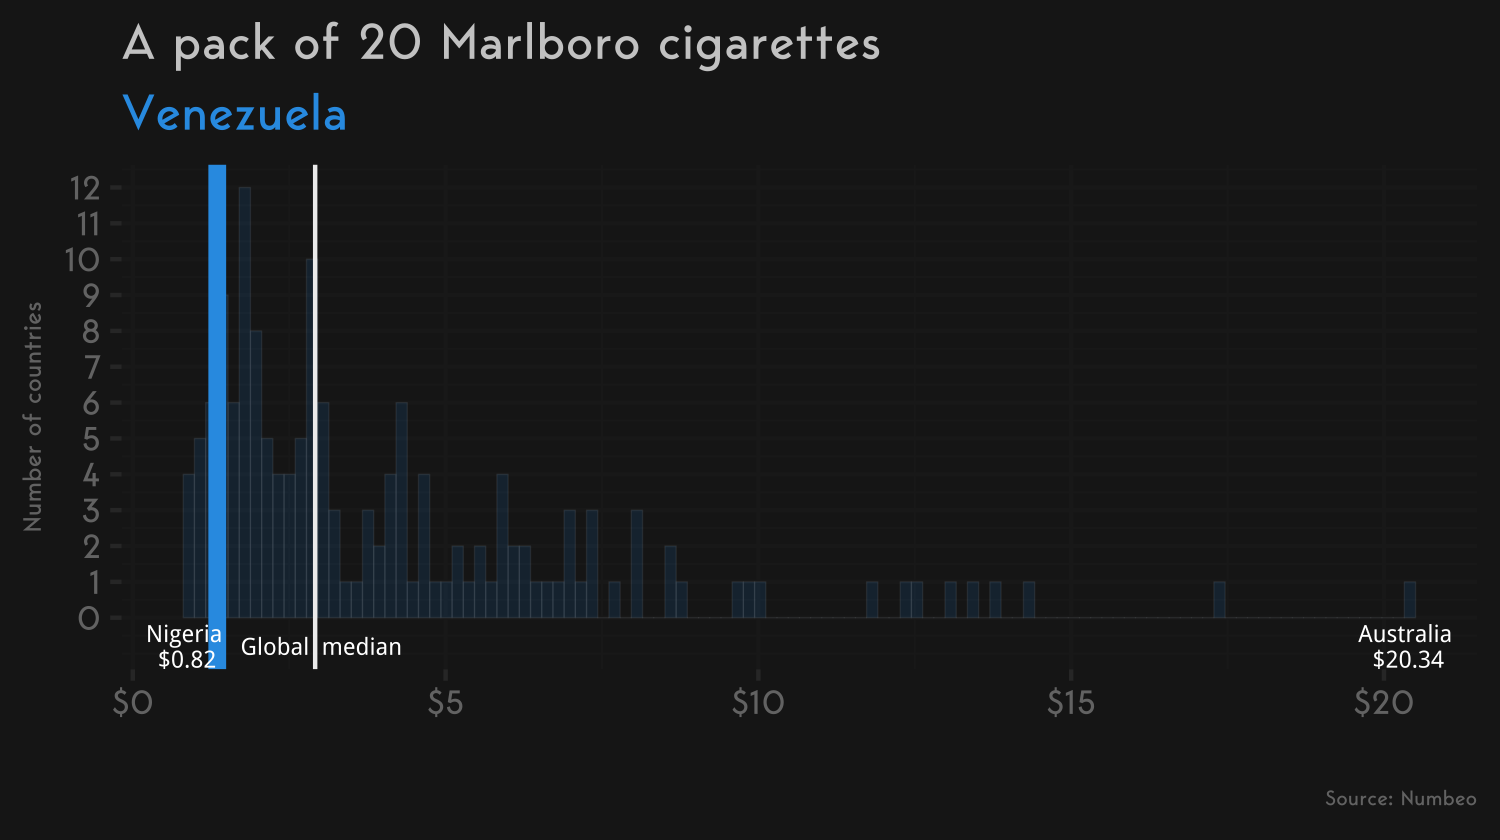 A pack of 20 Marlboro cigarettes
Venezuela
Number of countries
12
11
10
9
8
7
6
5
4
3
2
1
0
Nigeria
$0.82
Global median
Australia
$20.34
$0 $5 $10 $15 $20
Source: Numbeo